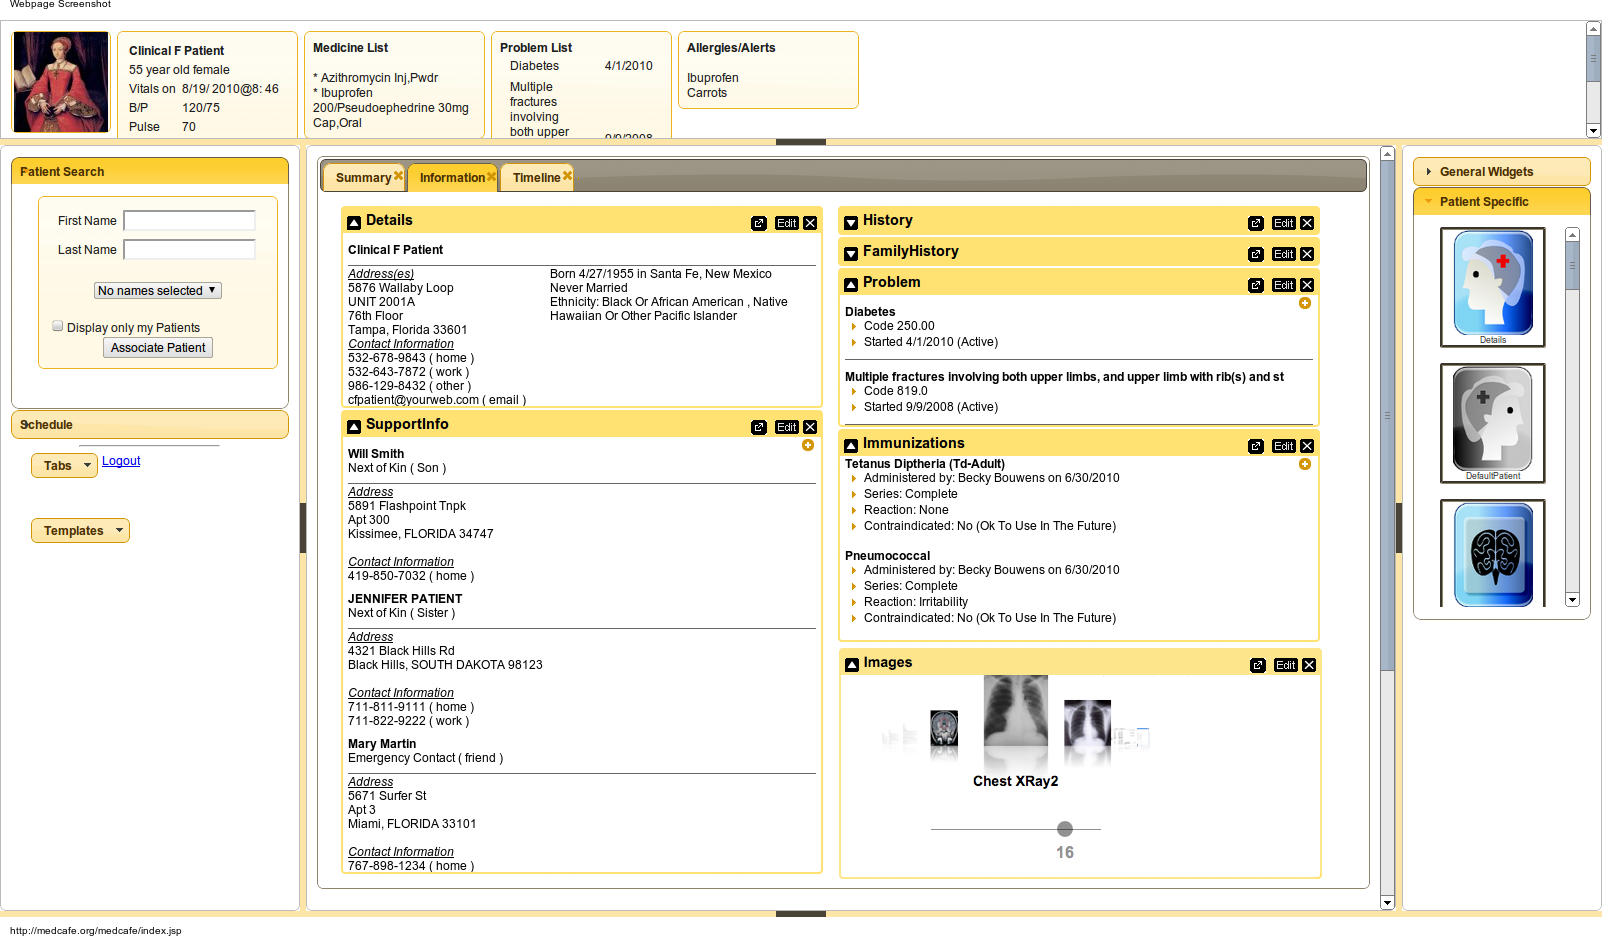 Webpage Screenshot
Clinical F Patient
55 year old female
Vitals on 8/19/ 2010@8: 46
B/P 120/75
Pulse 70
Medicine List
* Azithromycin Inj,Pwdr
* Ibuprofen
200/Pseudoephedrine 30mg
Cap,Oral
Problem List
Diabetes 4/1/2010
Multiple
fractures
involving
both upper 9/9/2008
Allergies/Alerts
Ibuprofen
Carrots
Patient Search
First Name
Last Name
No names selected
Display only my Patients
Associate Patient
Schedule
Tabs
Logout
Templates
Summary
Information
Timeline
Details
Edit
Clinical F Patient
Address(es)
5876 Wallaby Loop
UNIT 2001A
76th Floor
Tampa, Florida 33601
Contact Information
532-678-9843 ( home )
532-643-7872 ( work )
986-129-8432 ( other )
cfpatient@yourweb.com ( email )
Born 4/27/1955 in Santa Fe, New Mexico
Never Married
Ethnicity: Black Or African American , Native
Hawaiian Or Other Pacific Islander
SupportInfo
Edit
Will Smith
Next of Kin ( Son )
Address
5891 Flashpoint Tnpk
Apt 300
Kissimee, FLORIDA 34747
Contact Information
419-850-7032 ( home )
JENNIFER PATIENT
Next of Kin ( Sister )
Address
4321 Black Hills Rd
Black Hills, SOUTH DAKOTA 98123
Contact Information
711-811-9111 ( home )
711-822-9222 ( work )
Mary Martin
Emergency Contact ( friend )
Address
5671 Surfer St
Apt 3
Miami, FLORIDA 33101
Contact Information
767-898-1234 ( home )
History
Edit
FamilyHistory
Edit
Problem
Edit
Diabetes
Code 250.00
Started 4/1/2010 (Active)
Multiple fractures involving both upper limbs, and upper limb with rib(s) and st
Code 819.0
Started 9/9/2008 (Active)
Immunizations
Edit
Tetanus Diptheria (Td-Adult)
Administered by: Becky Bouwens on 6/30/2010
Series: Complete
Reaction: None
Contraindicated: No (Ok To Use In The Future)
Pneumococcal
Administered by: Becky Bouwens on 6/30/2010
Series: Complete
Reaction: Irritability
Contraindicated: No (Ok To Use In The Future)
Images
Edit
Chest XRay2
16
General Widgets
Patient Specific
Details
DefaultPatient
http://medcafe.org/medcafe/index.jsp